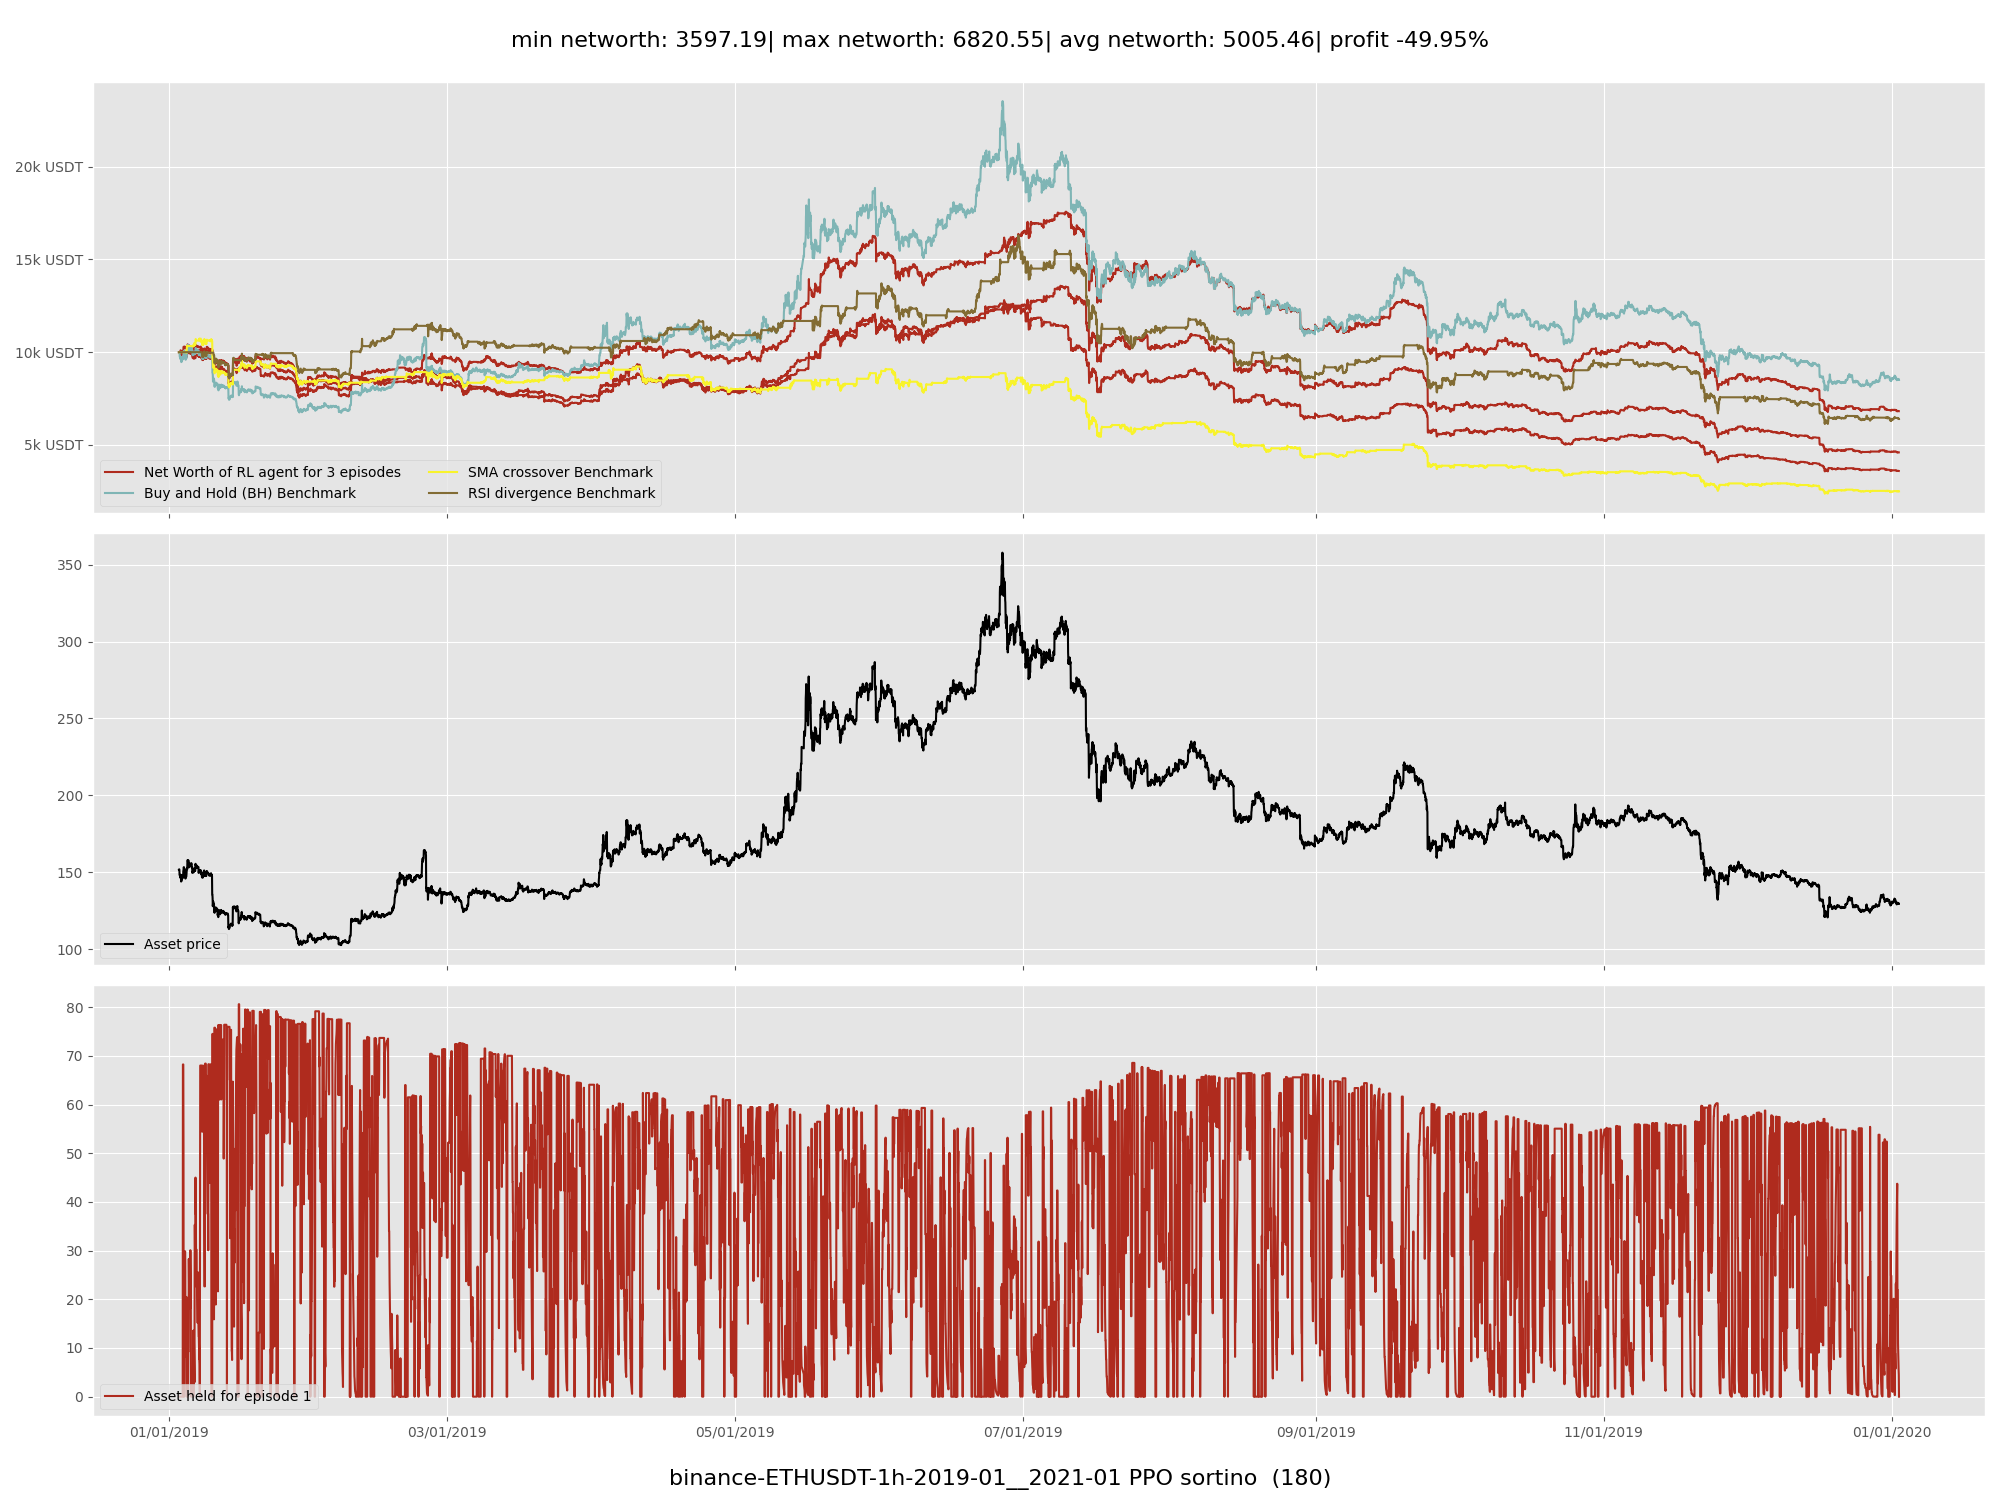 min networth: 3597.19| max networth: 6820.55| avg networth: 5005.46| profit -49.95%
20k USDT
15k USDT
10k USDT
5k USDT
Net Worth of RL agent for 3 episodes
Buy and Hold (BH) Benchmark
SMA crossover Benchmark
RSI divergence Benchmark
350
300
250
200
150
100
Asset price
80
70
60
50
40
30
20
10
0
Asset held for episode 1
01/01/2019
03/01/2019
05/01/2019
07/01/2019
09/01/2019
11/01/2019
01/01/2020
binance-ETHUSDT-1h-2019-01__2021-01 PPO sortino (180)